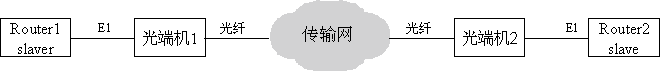 Router1
slaver
E1
光端机1
光纤
传输网
光纤
光端机2
E1
Router2
slave